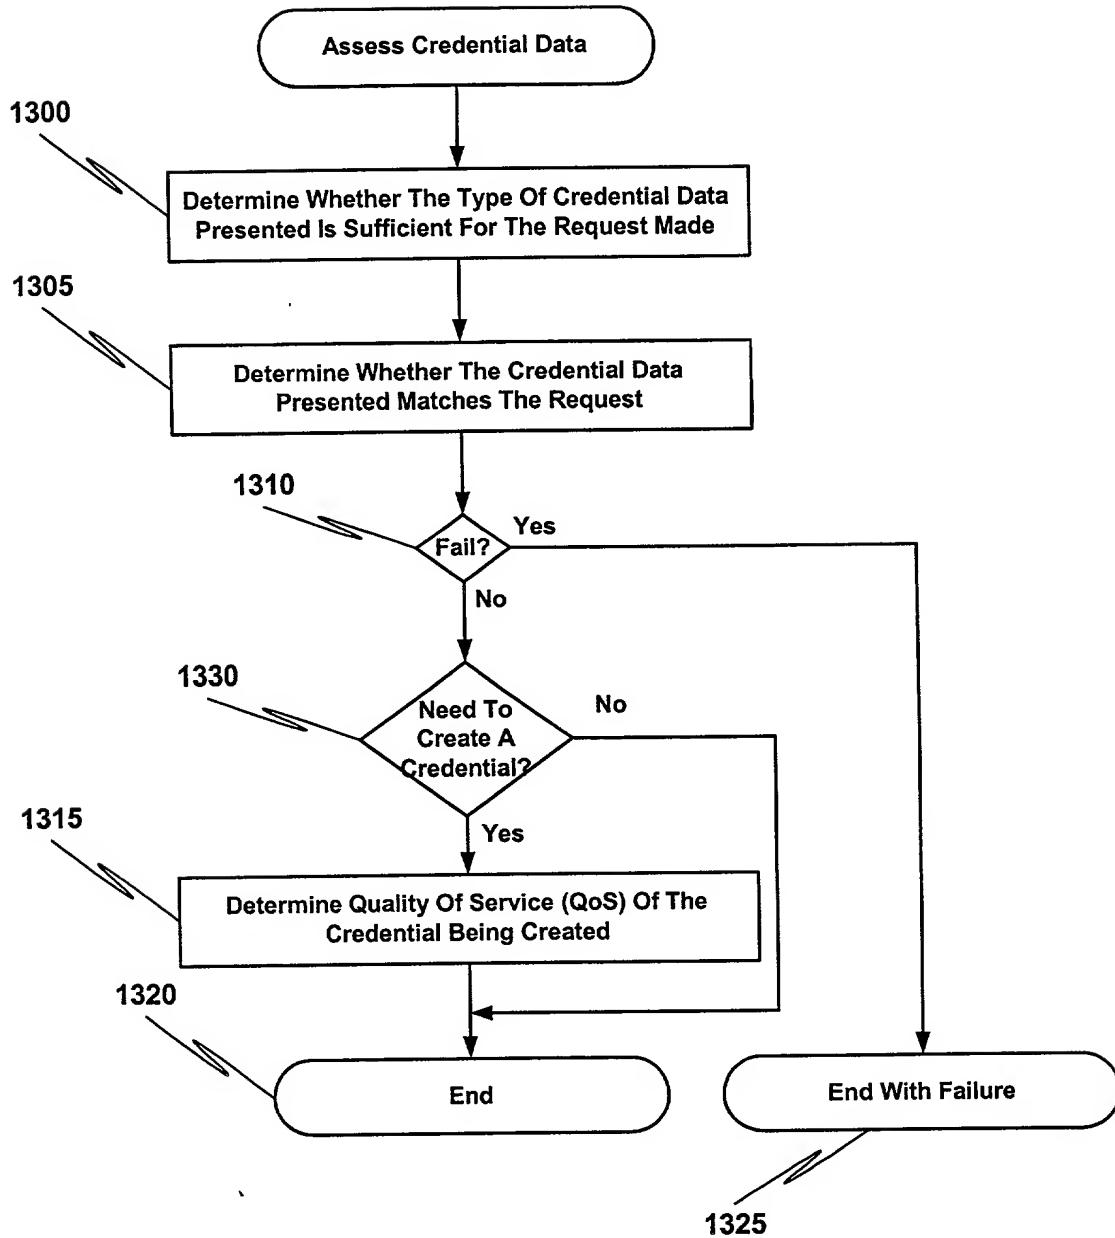 Assess Credential Data
1300
Determine Whether The Type Of Credential Data
Presented Is Sufficient For The Request Made
1305
Determine Whether The Credential Data
Presented Matches The Request
1310
Fail?
Yes
No
1330
Need To
Create A
Credential?
No
1315
Yes
Determine Quality Of Service (QoS) Of The
Credential Being Created
1320
End
End With Failure
1325